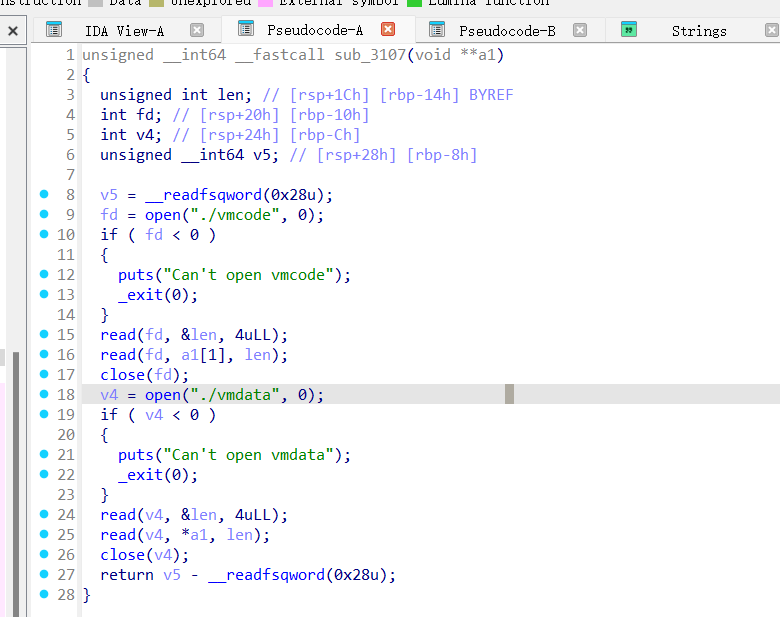 nstruction Data Unexplored External symbol Lumina function
IDA View-A Pseudocode-A Pseudocode-B Strings
1 unsigned __int64 __fastcall sub_3107(void **a1)
2 {
3 unsigned int len; // [rsp+1Ch] [rbp-14h] BYREF
4 int fd; // [rsp+20h] [rbp-10h]
5 int v4; // [rsp+24h] [rbp-Ch]
6 unsigned __int64 v5; // [rsp+28h] [rbp-8h]
7
8 v5 = __readfsqword(0x28u);
9 fd = open("./vmcode", 0);
10 if ( fd < 0 )
11 {
12 puts("Can't open vmcode");
13 _exit(0);
14 }
15 read(fd, &len, 4uLL);
16 read(fd, a1[1], len);
17 close(fd);
18 v4 = open("./vmdata", 0);
19 if ( v4 < 0 )
20 {
21 puts("Can't open vmdata");
22 _exit(0);
23 }
24 read(v4, &len, 4uLL);
25 read(v4, *a1, len);
26 close(v4);
27 return v5 - __readfsqword(0x28u);
28 }